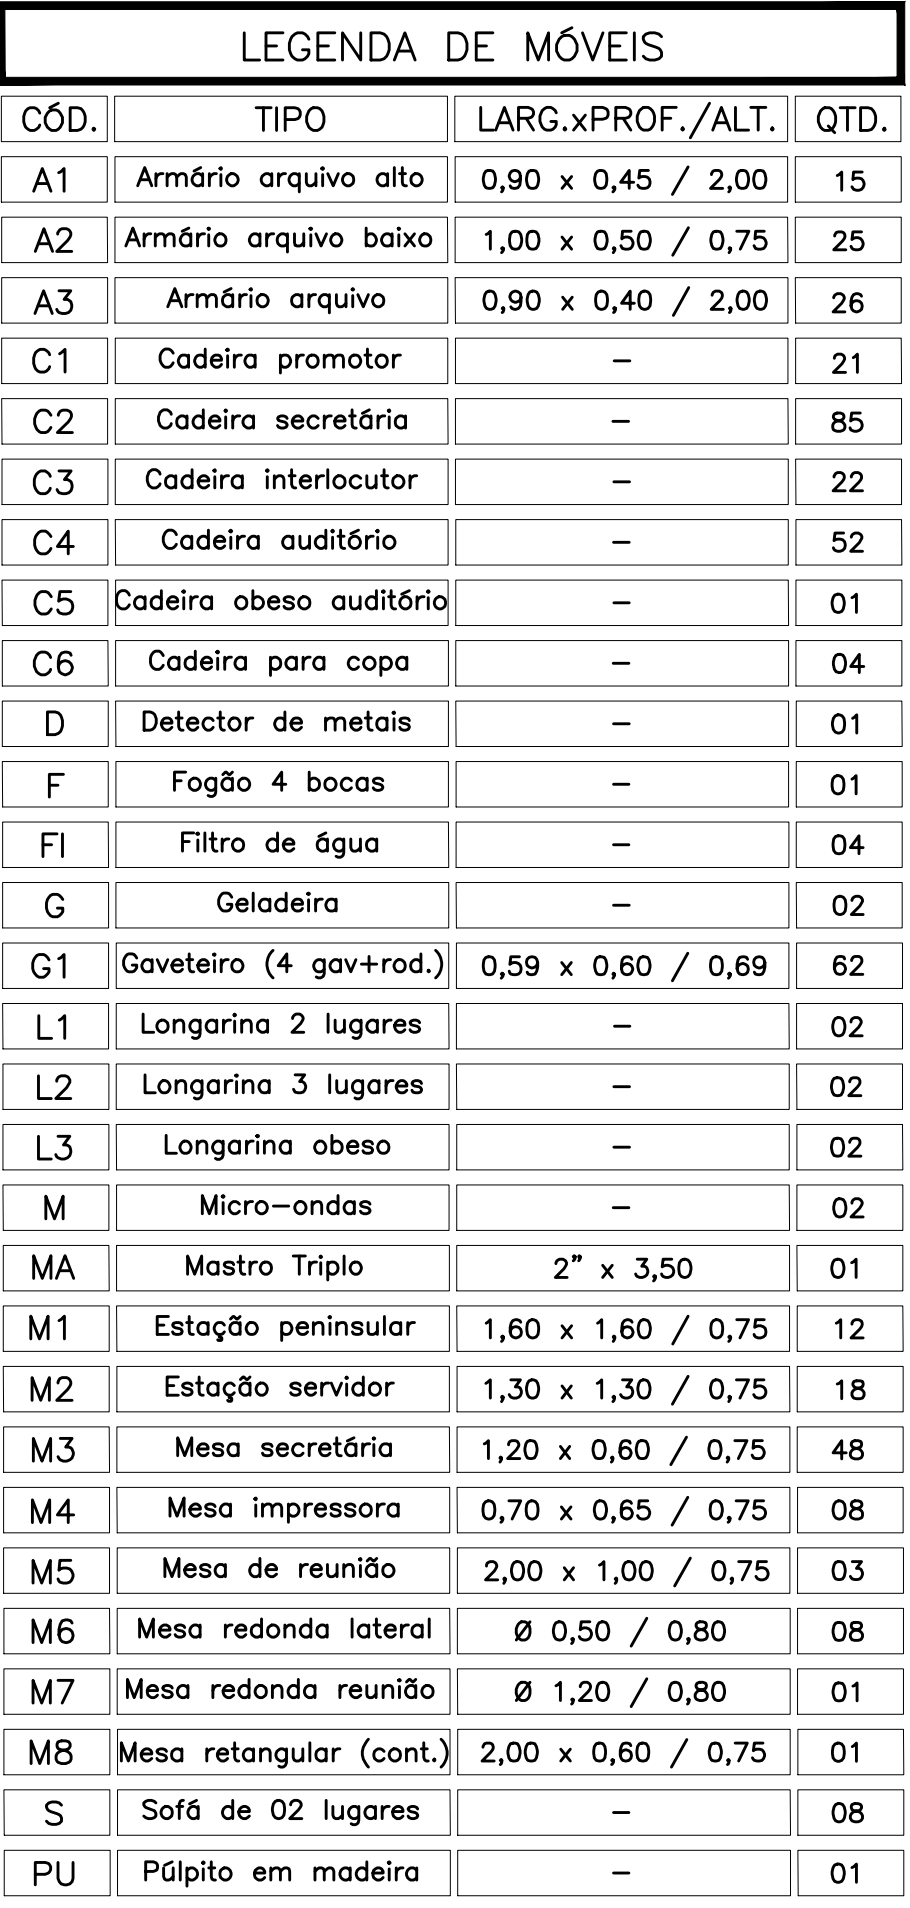 LEGENDA DE MÓVEIS
CÓD. TIPO LARG.xPROF./ALT. QTD.
A1 Armário arquivo alto 0,90 x 0,45 / 2,00 15
A2 Armário arquivo baixo 1,00 x 0,50 / 0,75 25
A3 Armário arquivo 0,90 x 0,40 / 2,00 26
C1 Cadeira promotor – 21
C2 Cadeira secretária – 85
C3 Cadeira interlocutor – 22
C4 Cadeira auditório – 52
C5 Cadeira obeso auditório – 01
C6 Cadeira para copa – 04
D Detector de metais – 01
F Fogão 4 bocas – 01
FI Filtro de água – 04
G Geladeira – 02
G1 Gaveteiro (4 gav+rod.) 0,59 x 0,60 / 0,69 62
L1 Longarina 2 lugares – 02
L2 Longarina 3 lugares – 02
L3 Longarina obeso – 02
M Micro–ondas – 02
MA Mastro Triplo 2” x 3,50 01
M1 Estação peninsular 1,60 x 1,60 / 0,75 12
M2 Estação servidor 1,30 x 1,30 / 0,75 18
M3 Mesa secretária 1,20 x 0,60 / 0,75 48
M4 Mesa impressora 0,70 x 0,65 / 0,75 08
M5 Mesa de reunião 2,00 x 1,00 / 0,75 03
M6 Mesa redonda lateral Ø 0,50 / 0,80 08
M7 Mesa redonda reunião Ø 1,20 / 0,80 01
M8 Mesa retangular (cont.) 2,00 x 0,60 / 0,75 01
S Sofá de 02 lugares – 08
PU Púlpito em madeira – 01